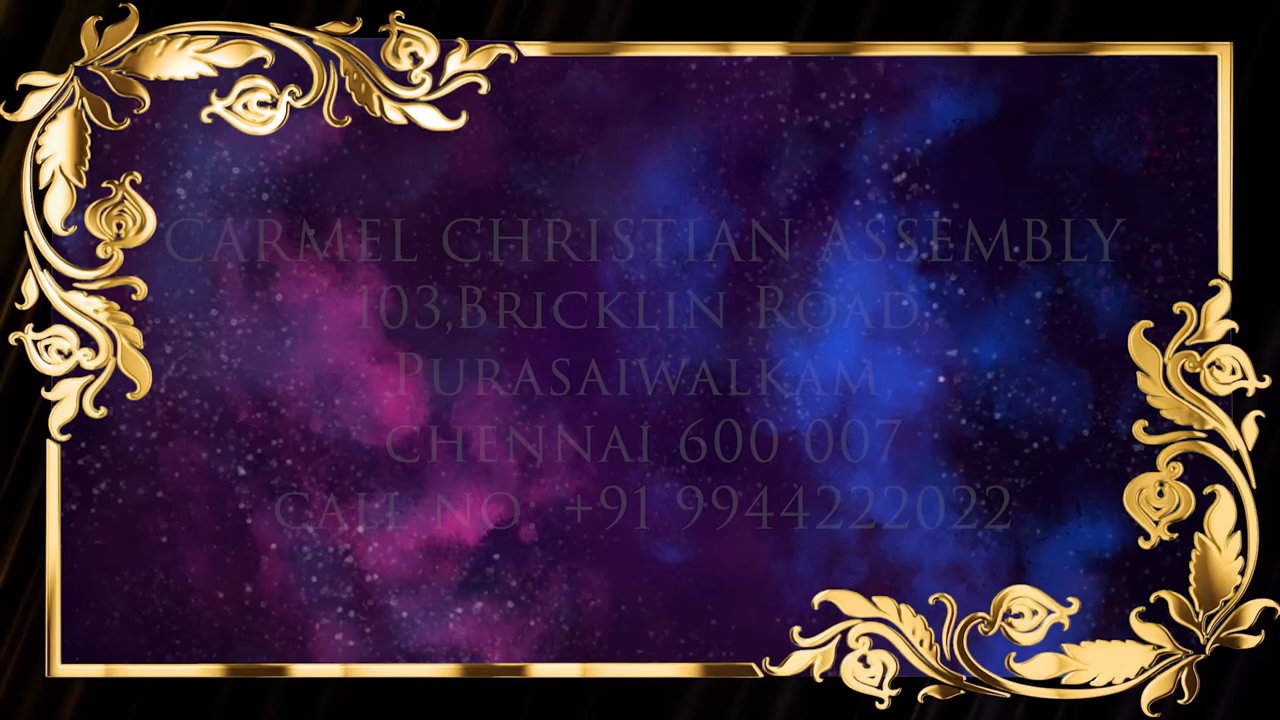 CARMEL CHRISTIAN ASSEMBLY
103,BRICKLIN ROAD,
PURASAIWALKAM,
CHENNAI 600 007
CALL NO +91 9944222022